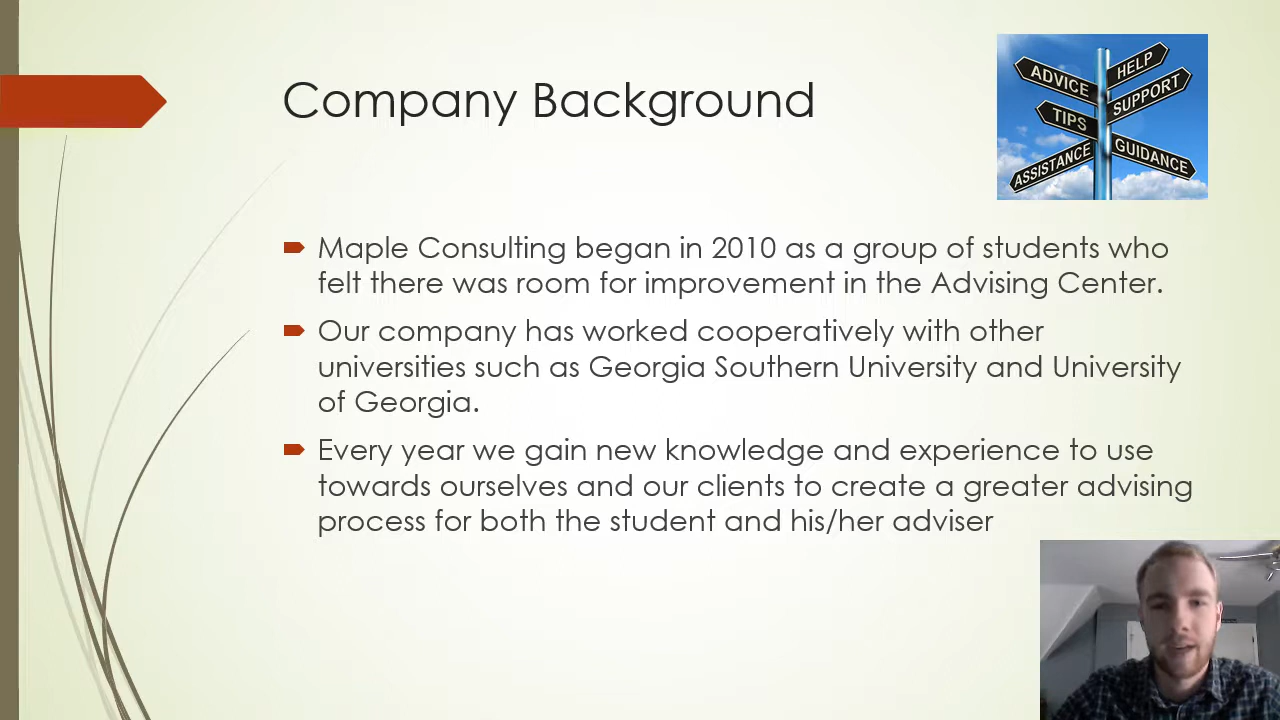 Company Background
ADVICE
HELP
SUPPORT
TIPS
GUIDANCE
ASSISTANCE
Maple Consulting began in 2010 as a group of students who
felt there was room for improvement in the Advising Center.
Our company has worked cooperatively with other
universities such as Georgia Southern University and University
of Georgia.
Every year we gain new knowledge and experience to use
towards ourselves and our clients to create a greater advising
process for both the student and his/her adviser